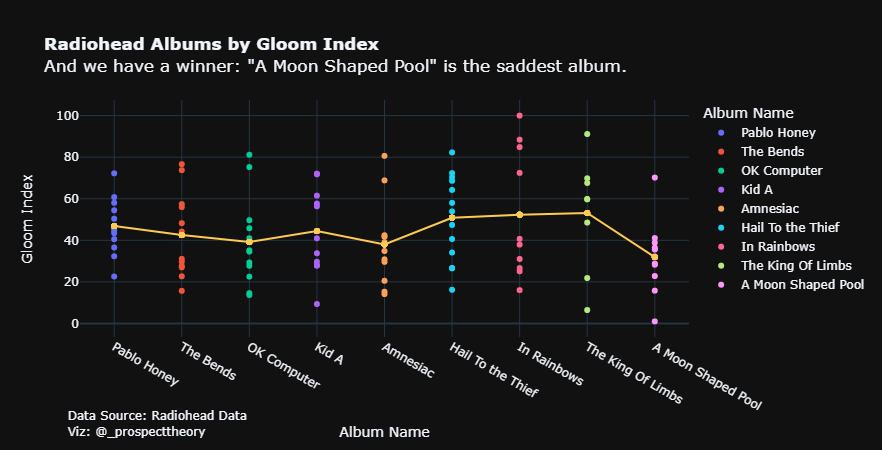 Radiohead Albums by Gloom Index
And we have a winner: "A Moon Shaped Pool" is the saddest album.
Album Name
Pablo Honey
The Bends
OK Computer
Kid A
Amnesiac
Hail To the Thief
In Rainbows
The King Of Limbs
A Moon Shaped Pool
Gloom Index
100
80
60
40
20
0
Pablo Honey
The Bends
OK Computer
Kid A
Amnesiac
Hail To the Thief
In Rainbows
The King Of Limbs
A Moon Shaped Pool
Data Source: Radiohead Data
Viz: @_prospecttheory
Album Name